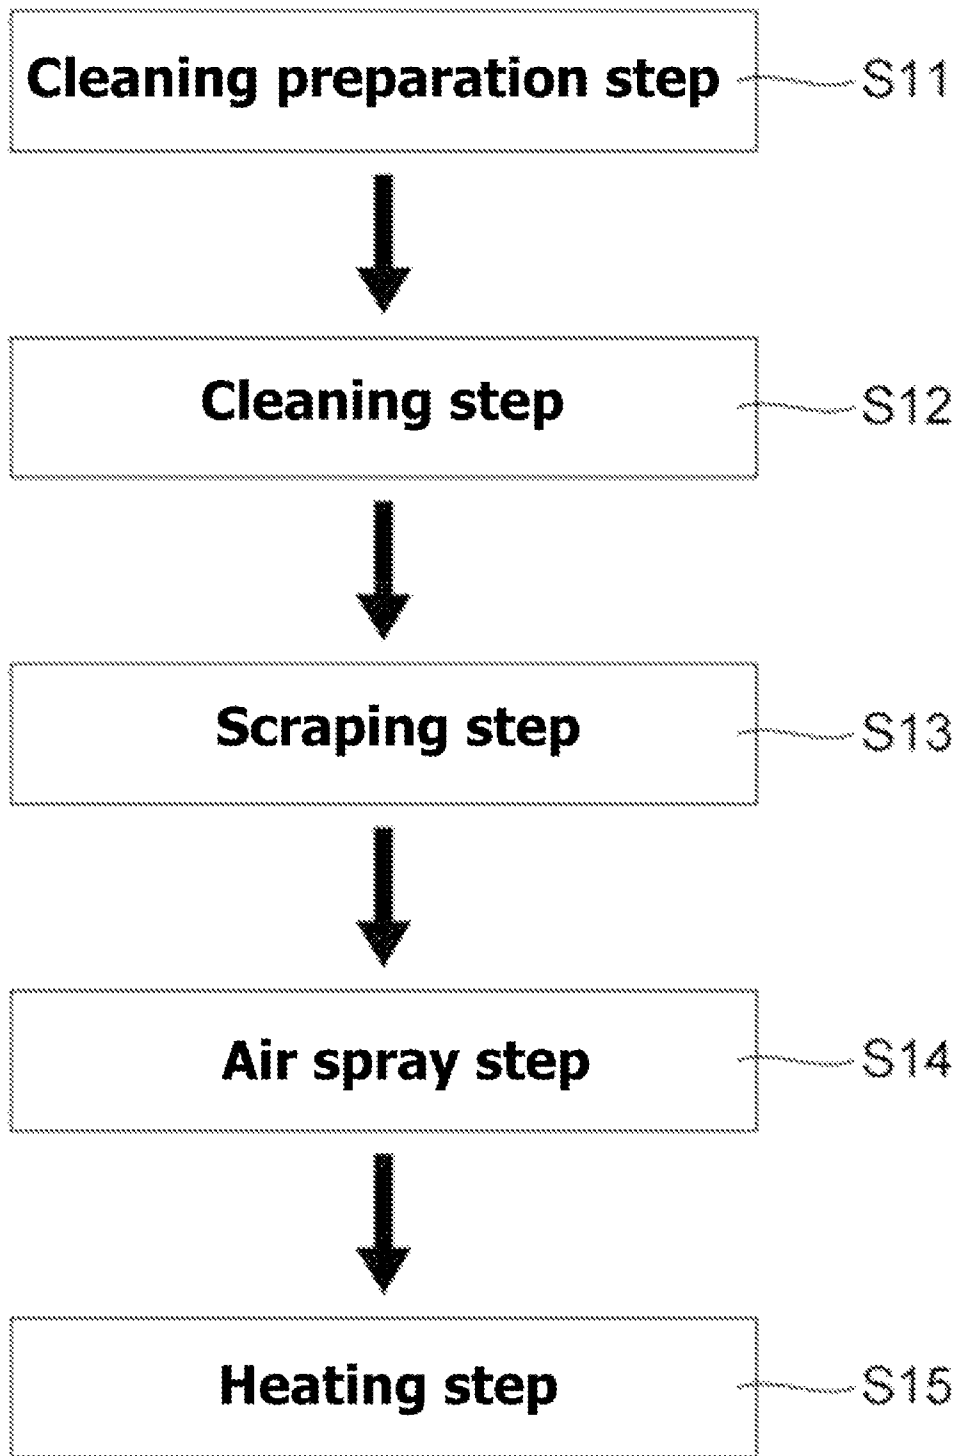 Cleaning preparation step S11
Cleaning step S12
Scraping step S13
Air spray step S14
Heating step S15